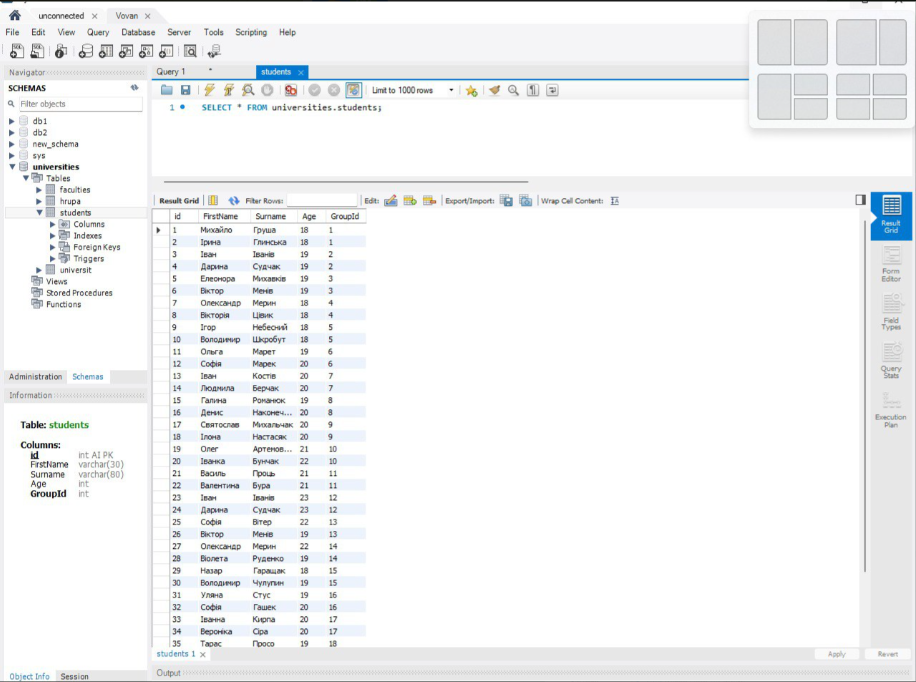 unconnected × Vovan ×
File Edit View Query Database Server Tools Scripting Help
Navigator
SCHEMAS
Filter objects
db1
db2
new_schema
sys
universities
Tables
faculties
hrupa
students
Columns
Indexes
Foreign Keys
Triggers
universit
Views
Stored Procedures
Functions
Administration Schemas
Information
Table: students
Columns:
id int AI PK
FirstName varchar(30)
Surname varchar(80)
Age int
GroupId int
Object Info Session
Query 1 students ×
Limit to 1000 rows
1 SELECT * FROM universities.students;
Result Grid Filter Rows: Edit: Export/Import: Wrap Cell Content:
id FirstName Surname Age GroupId
1 Михайло Груша 18 1
2 Ірина Глинська 18 1
3 Іван Іванів 19 2
4 Дарина Судчак 19 2
5 Елеонора Михавків 19 3
6 Віктор Менів 19 3
7 Олександр Мерин 18 4
8 Вікторія Цівик 18 4
9 Ігор Небесний 18 5
10 Володимир Шкробут 18 5
11 Ольга Марет 19 6
12 Софія Марек 20 6
13 Іван Костів 20 7
14 Людмила Берчак 20 7
15 Галина Романюк 19 8
16 Денис Наконеч... 20 8
17 Святослав Михальчак 20 9
18 Ілона Настасяк 20 9
19 Олег Артенов... 21 10
20 Іванка Бунчак 22 10
21 Василь Проць 21 11
22 Валентина Бура 21 11
23 Іван Іванів 23 12
24 Дарина Судчак 23 12
25 Софія Вітер 22 13
26 Віктор Менів 19 13
27 Олександр Мерин 22 14
28 Віолета Руденко 19 14
29 Назар Гаращак 18 15
30 Володимир Чулупин 19 15
31 Уляна Стус 19 16
32 Софія Гашек 20 16
33 Іванна Кирпа 20 17
34 Вероніка Сіра 20 17
35 Тарас Просо 19 18
students 1 ×
Apply Revert
Output
Result
Grid
Form
Editor
Field
Types
Query
Stats
Execution
Plan